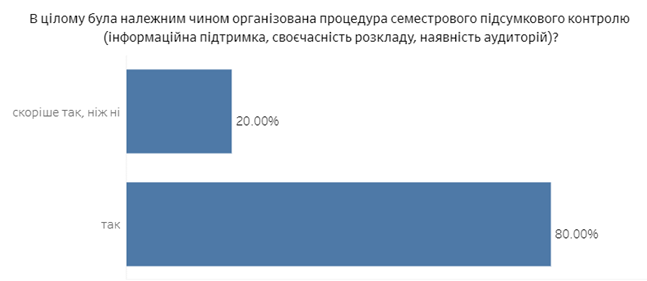 В цілому була належним чином організована процедура семестрового підсумкового контролю
(інформаційна підтримка, своєчасність розкладу, наявність аудиторій)?
скоріше так, ніж ні
20.00%
так
80.00%